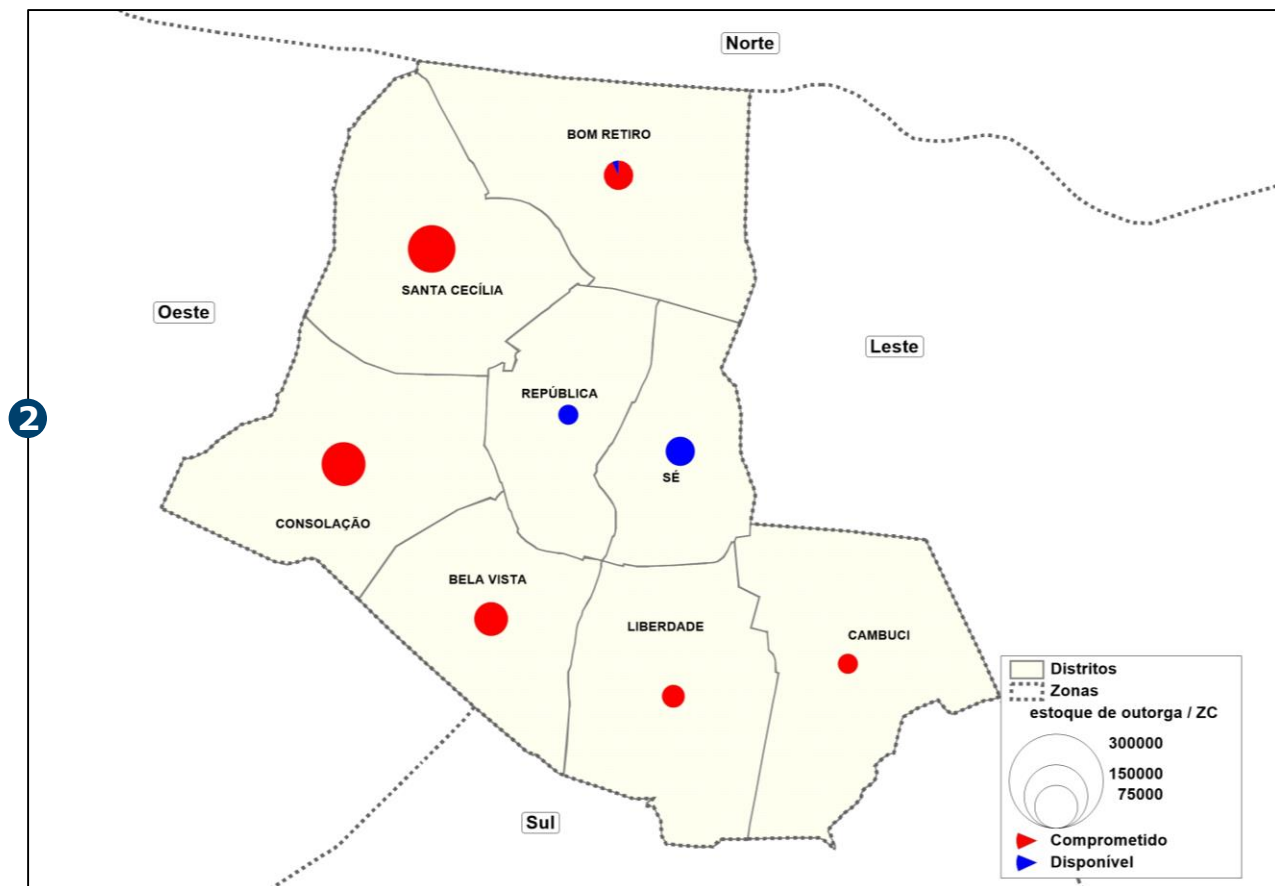 Norte
BOM RETIRO
SANTA CECÍLIA
Oeste
Leste
REPÚBLICA
2
SÉ
CONSOLAÇÃO
BELA VISTA
LIBERDADE
CAMBUCI
Sul
Distritos
Zonas
estoque de outorga / ZC
300000
150000
75000
Comprometido
Disponível